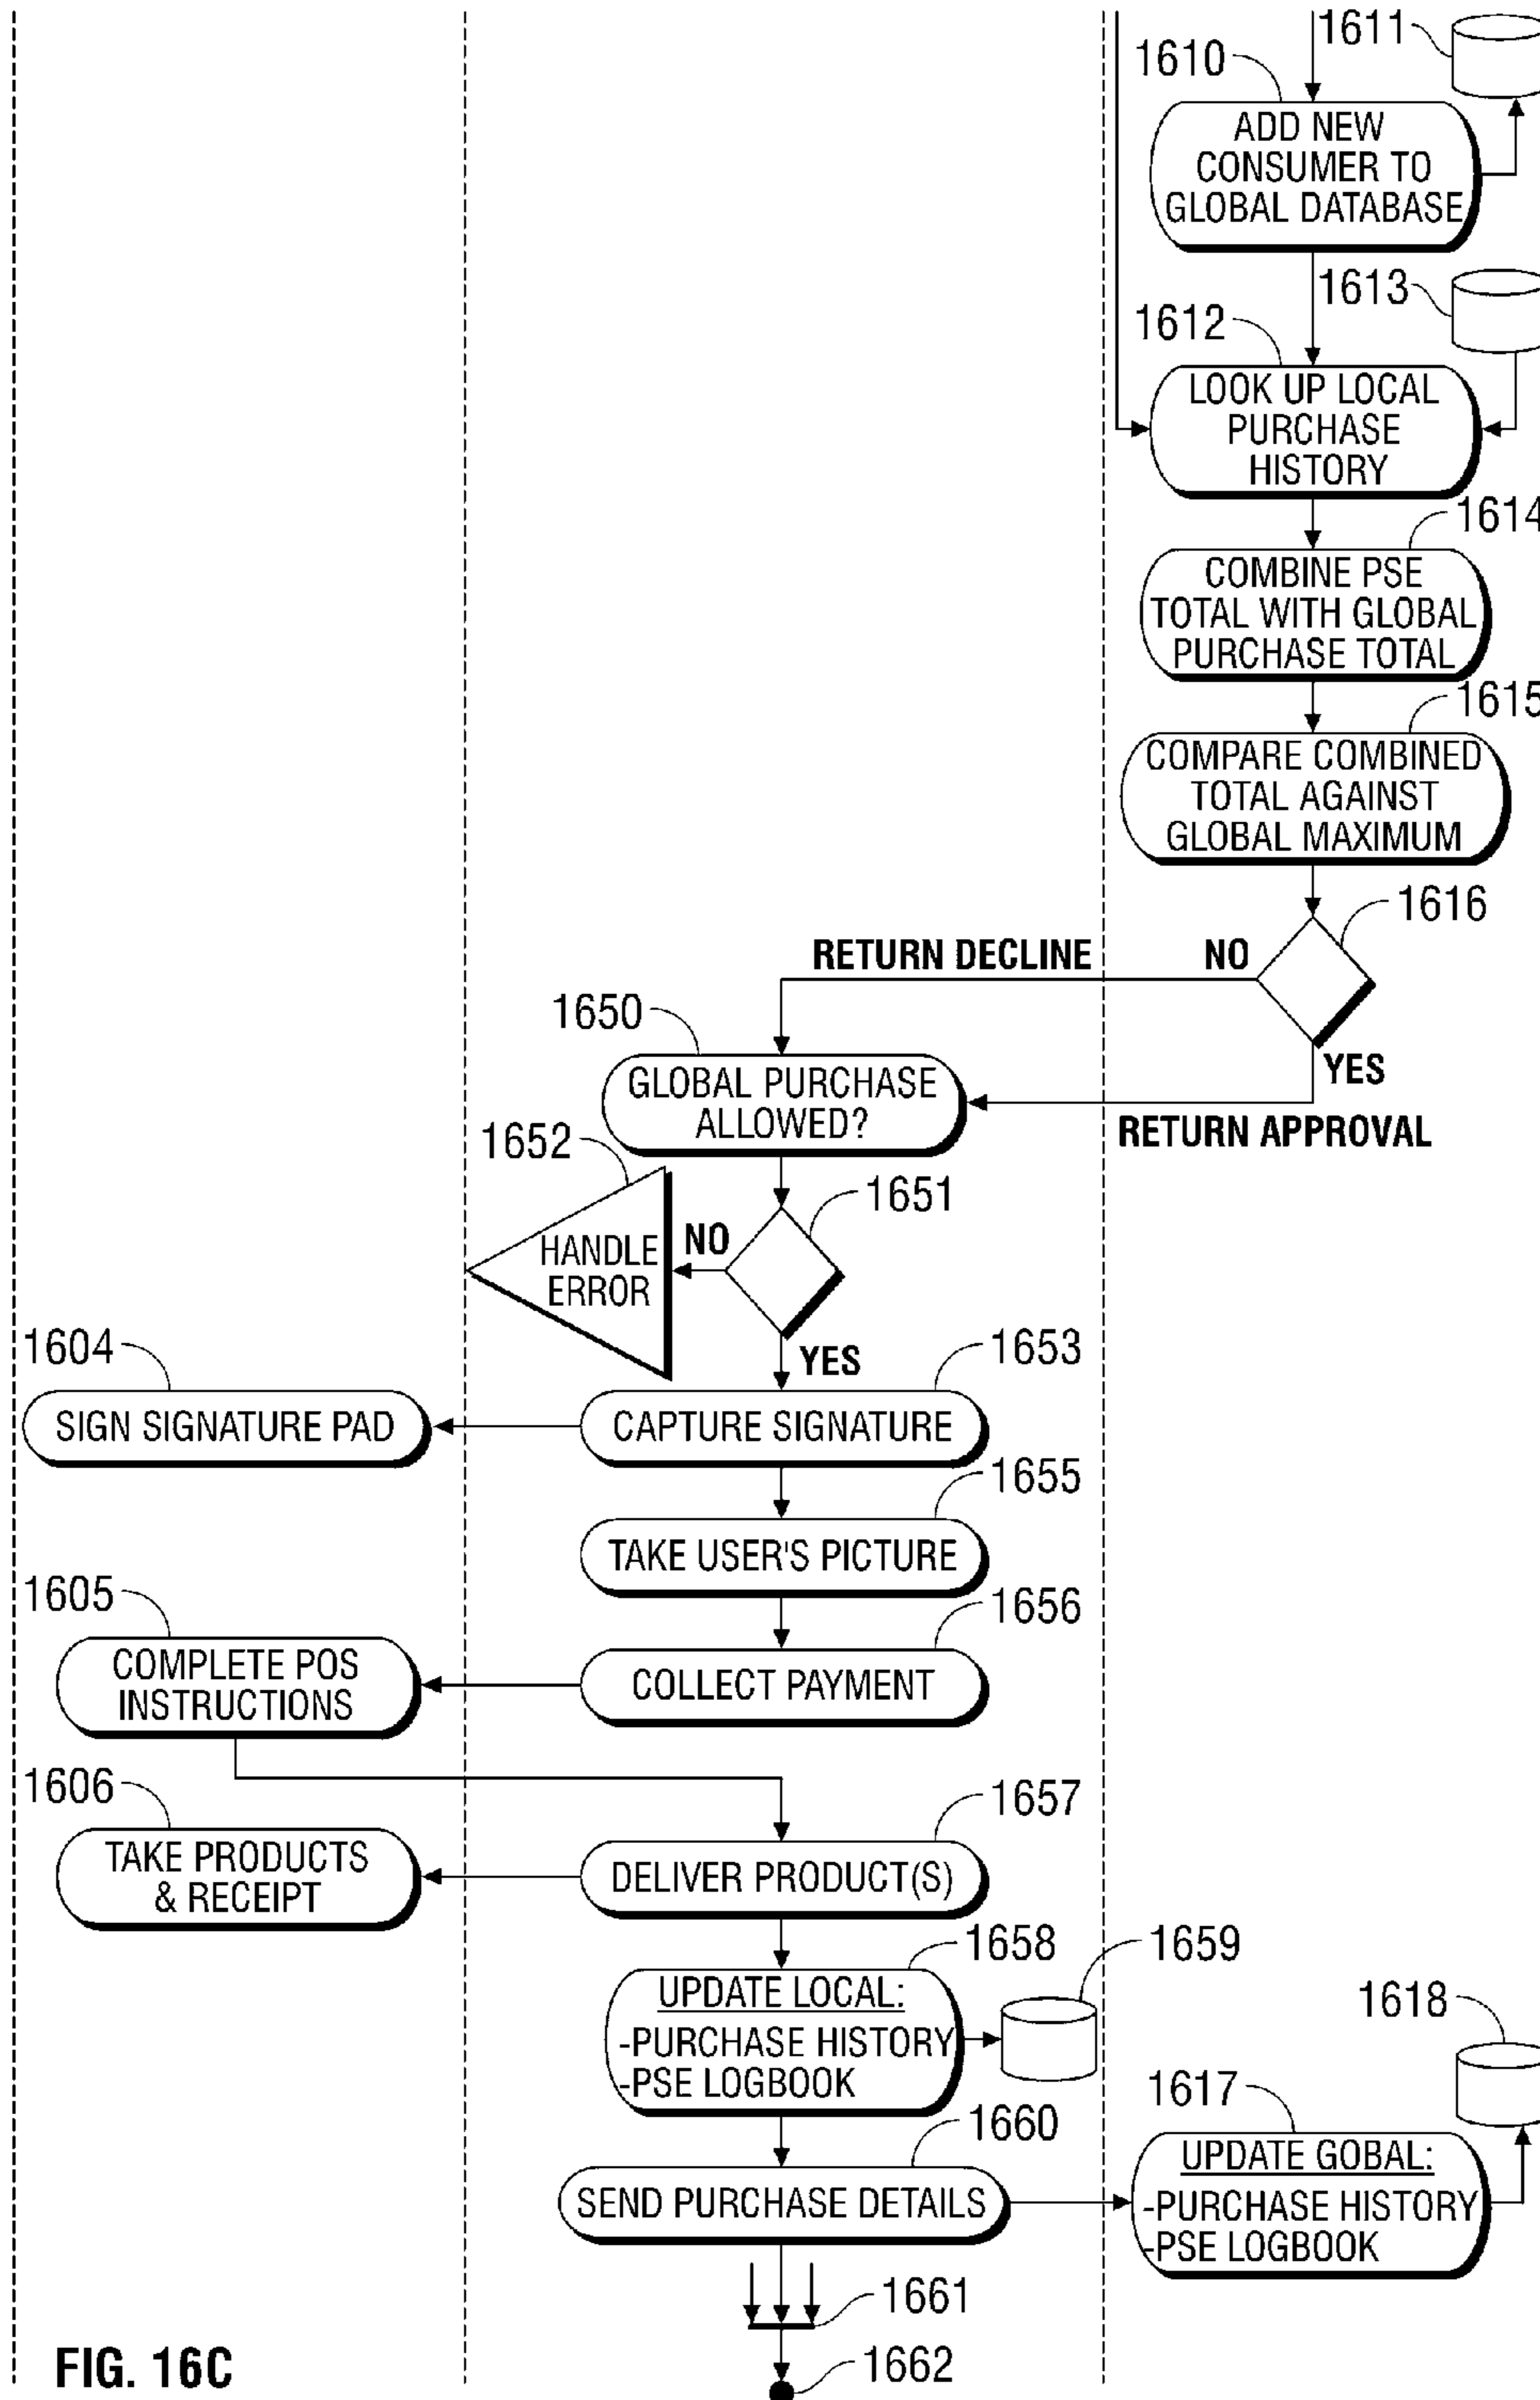 1611
1610
ADD NEW
CONSUMER TO
GLOBAL DATABASE
1613
1612
LOOK UP LOCAL
PURCHASE
HISTORY
1614
COMBINE PSE
TOTAL WITH GLOBAL
PURCHASE TOTAL
1615
COMPARE COMBINED
TOTAL AGAINST
GLOBAL MAXIMUM
1616
RETURN DECLINE
NO
1650
GLOBAL PURCHASE
ALLOWED?
YES
RETURN APPROVAL
1652
1651
HANDLE
ERROR
NO
YES
1604
1653
SIGN SIGNATURE PAD
CAPTURE SIGNATURE
1655
TAKE USER'S PICTURE
1605
1656
COMPLETE POS
INSTRUCTIONS
COLLECT PAYMENT
1606
1657
TAKE PRODUCTS
& RECEIPT
DELIVER PRODUCT(S)
1658
1659
UPDATE LOCAL:
-PURCHASE HISTORY
-PSE LOGBOOK
1618
1617
1660
UPDATE GOBAL:
-PURCHASE HISTORY
-PSE LOGBOOK
SEND PURCHASE DETAILS
1661
1662
FIG. 16C